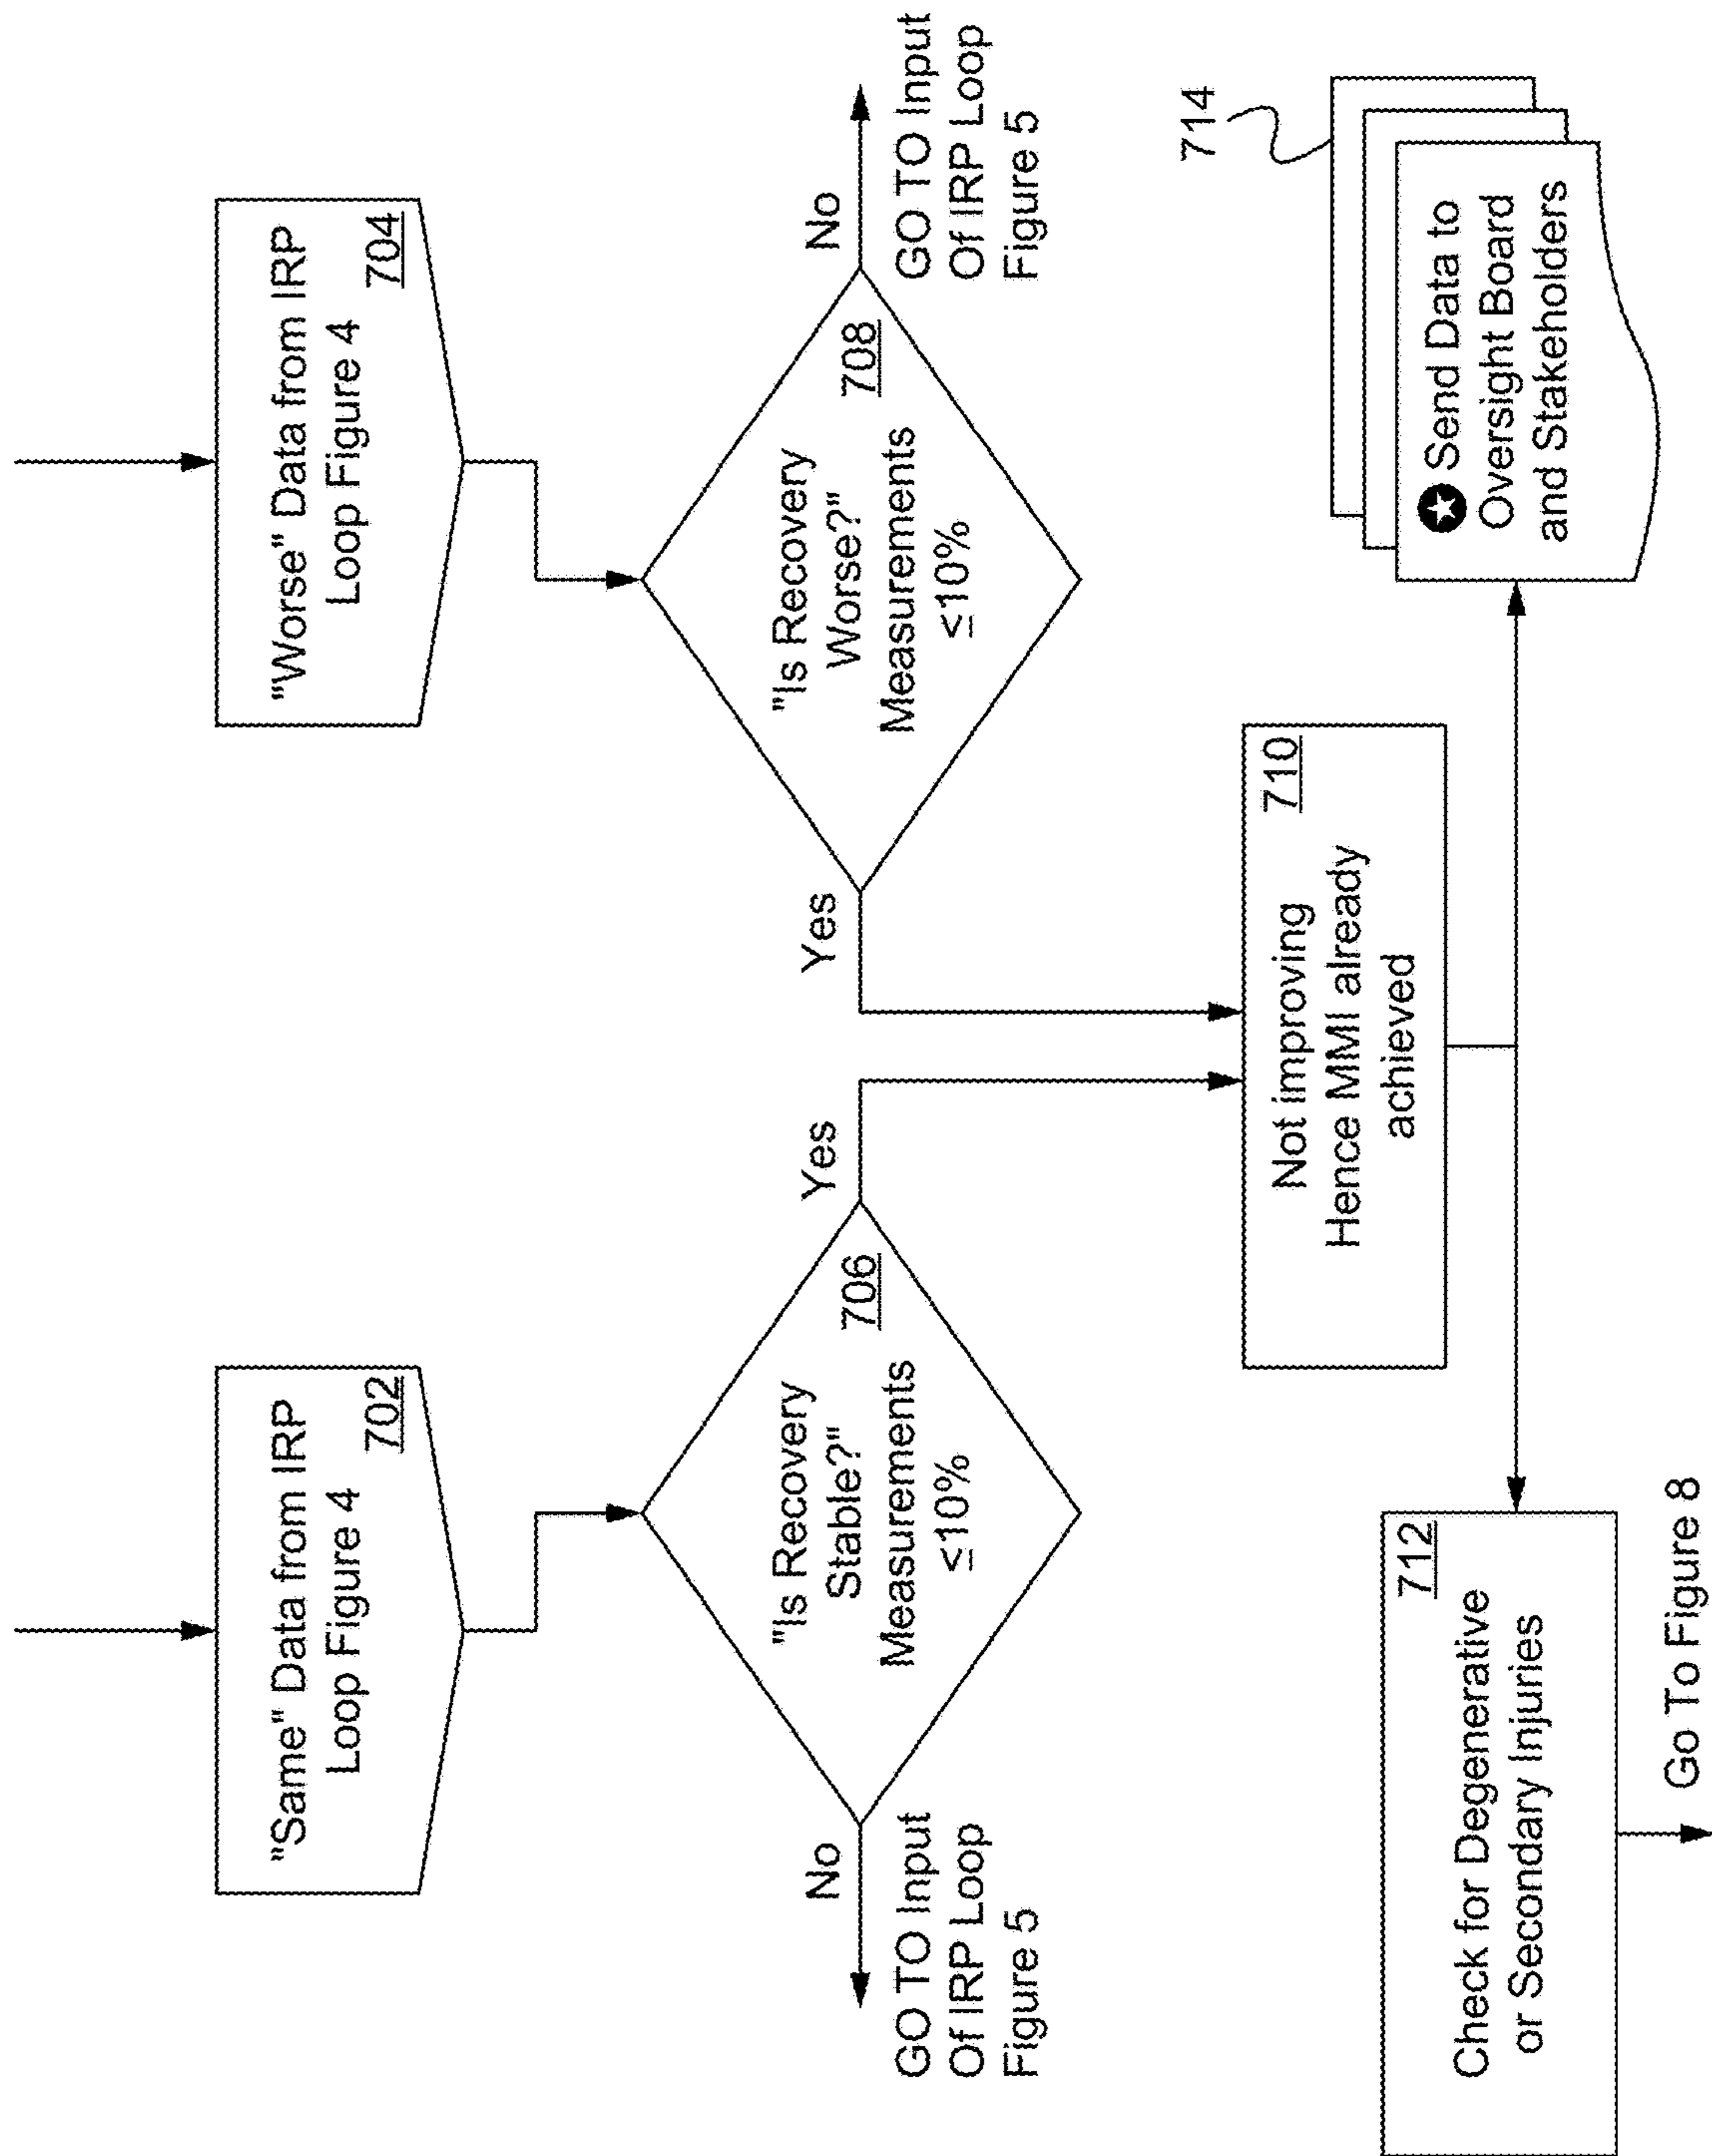 "Same" Data from IRP
Loop Figure 4
702
"Worse" Data from IRP
Loop Figure 4
704
"Is Recovery
Stable?"
Measurements
≤10%
706
No
GO TO Input
Of IRP Loop
Figure 5
Yes
"Is Recovery
Worse?"
Measurements
≤10%
708
Yes
No
GO TO Input
Of IRP Loop
Figure 5
Not improving
Hence MMI already
achieved
710
Check for Degenerative
or Secondary Injuries
712
Go To Figure 8
714
Send Data to
Oversight Board
and Stakeholders